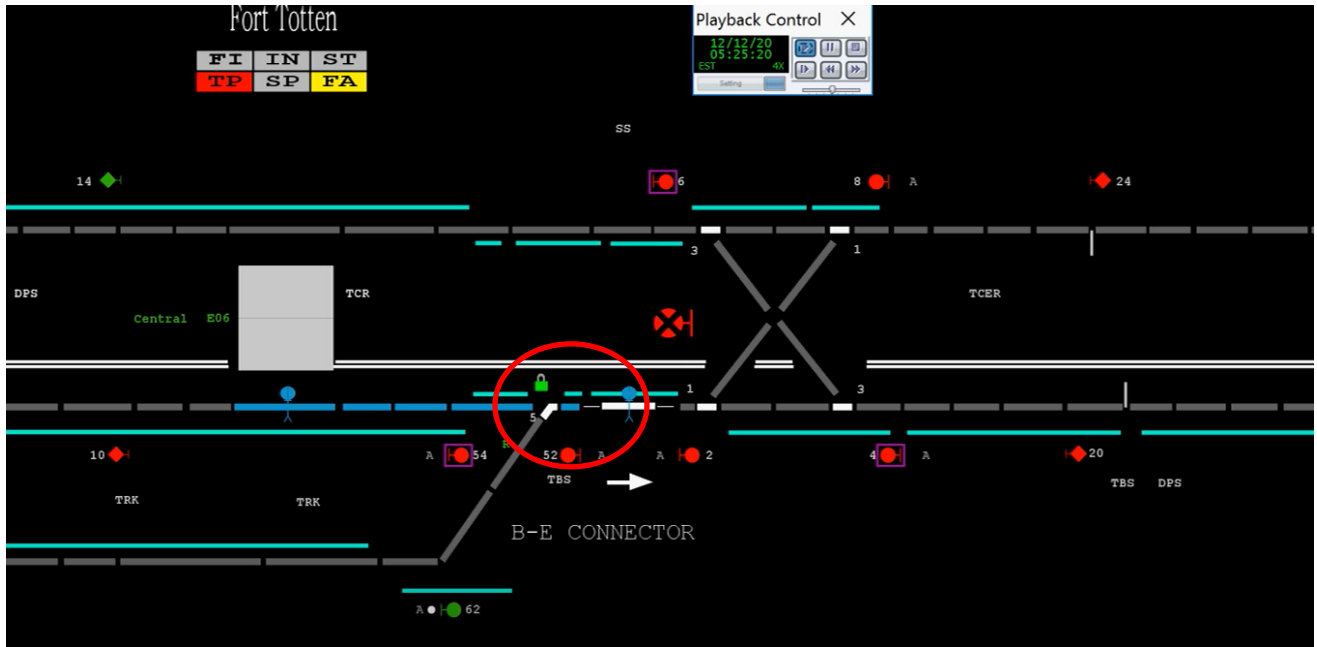 Fort Totten
FI IN ST
TP SP FA
Playback Control
12/12/20
05:25:20
EST 4X
Setting
SS
14
6
8 A
24
3
1
DPS
TCR
TCER
Central E06
1
3
5
R
10
A 54
52 A
A 2
4 A
20
TBS
TBS DPS
TRK
TRK
B-E CONNECTOR
A 62